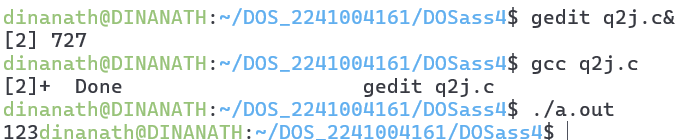 dinanath@DINANATH:~/DOS_2241004161/DOSass4$ gedit q2j.c&
[2] 727
dinanath@DINANATH:~/DOS_2241004161/DOSass4$ gcc q2j.c
[2]+  Done                    gedit q2j.c
dinanath@DINANATH:~/DOS_2241004161/DOSass4$ ./a.out
123dinanath@DINANATH:~/DOS_2241004161/DOSass4$